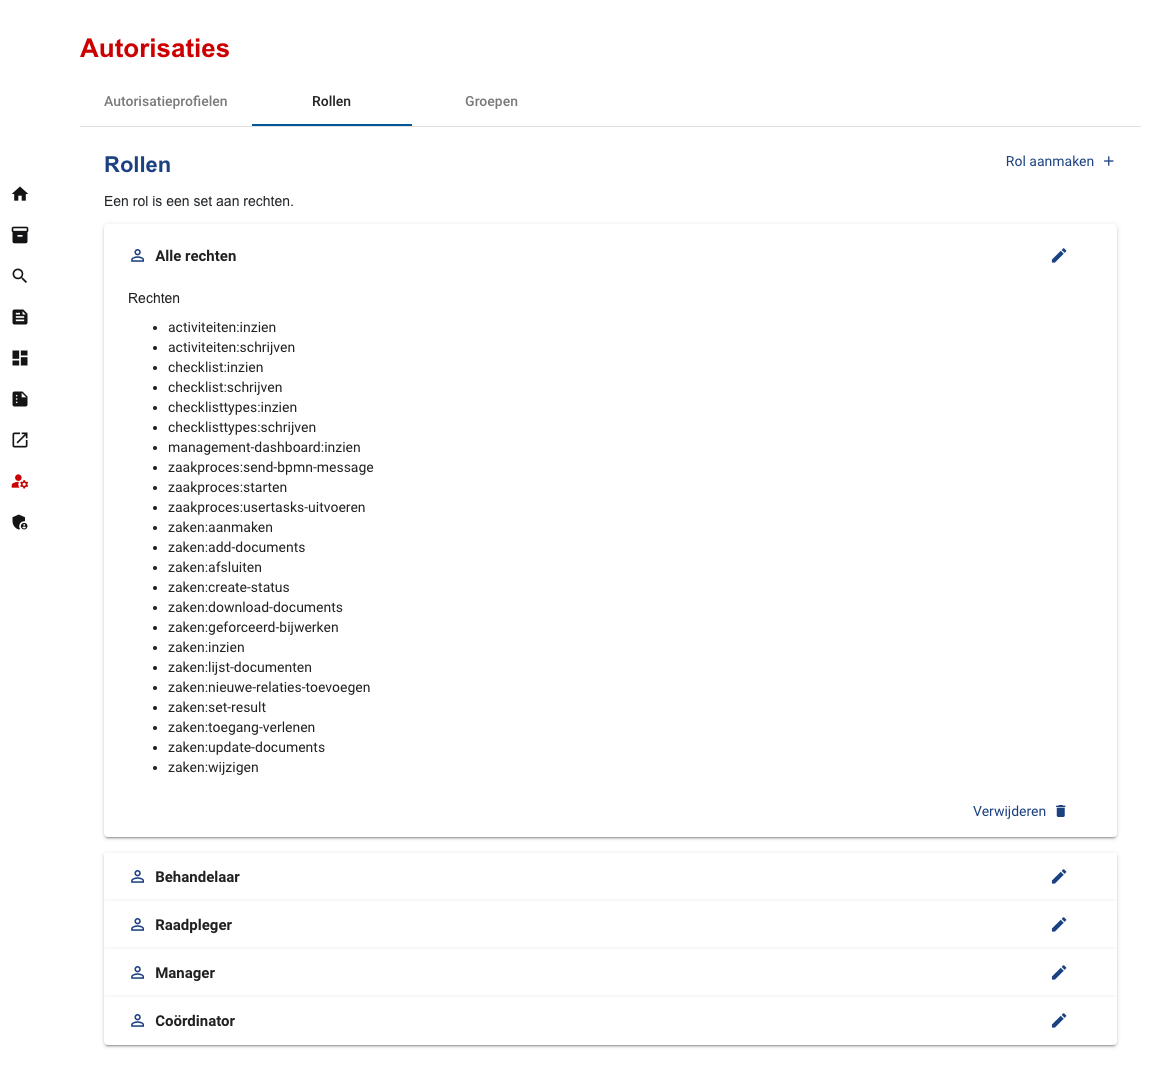 Autorisaties
Autorisatieprofielen
Rollen
Groepen
Rollen
Rol aanmaken
Een rol is een set aan rechten.
Alle rechten
Rechten
activiteiten:inzien
activiteiten:schrijven
checklist:inzien
checklist:schrijven
checklisttypes:inzien
checklisttypes:schrijven
management-dashboard:inzien
zaakproces:send-bpmn-message
zaakproces:starten
zaakproces:usertasks-uitvoeren
zaken:aanmaken
zaken:add-documents
zaken:afsluiten
zaken:create-status
zaken:download-documents
zaken:geforceerd-bijwerken
zaken:inzien
zaken:lijst-documenten
zaken:nieuwe-relaties-toevoegen
zaken:set-result
zaken:toegang-verlenen
zaken:update-documents
zaken:wijzigen
Verwijderen
Behandelaar
Raadpleger
Manager
Coördinator